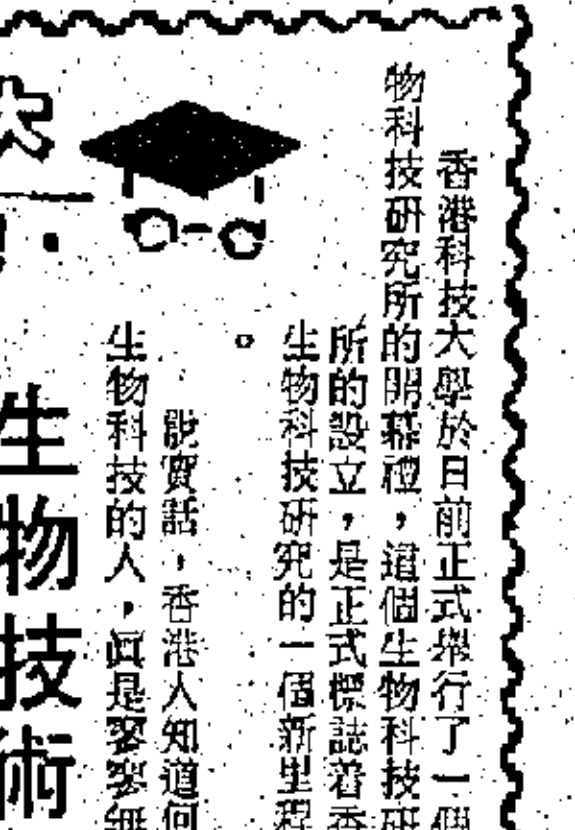 香港科技大學於日前正式舉行了一個
物科技研究所的開幕禮，這個生物科技研
所的設立，是正式標誌着香
生物科技研究的一個新里程
。
說實話，香港人知道何
生物科技的人，真是寥寥無
生物技術